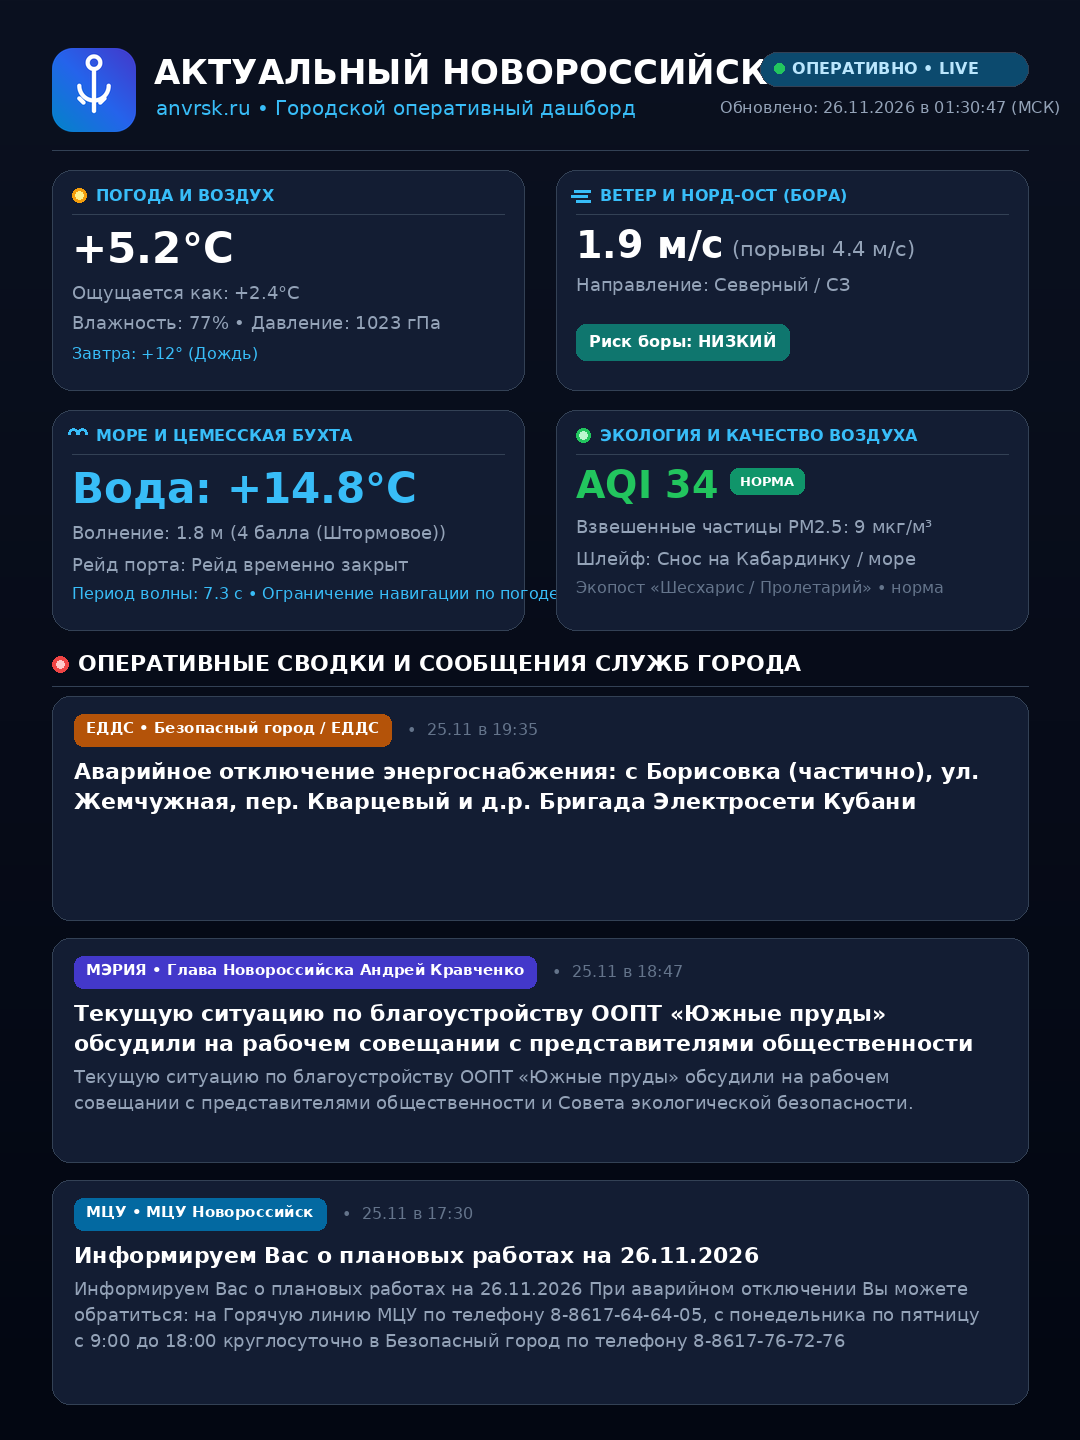 АКТУАЛЬНЫЙ НОВОРОССИЙСК
ОПЕРАТИВНО • LIVE
anvrsk.ru • Городской оперативный дашборд
Обновлено: 26.11.2026 в 01:30:47 (МСК)
ПОГОДА И ВОЗДУХ
+5.2°C
Ощущается как: +2.4°C
Влажность: 77% • Давление: 1023 гПа
Завтра: +12° (Дождь)
ВЕТЕР И НОРД-ОСТ (БОРА)
1.9 м/с (порывы 4.4 м/с)
Направление: Северный / СЗ
Риск боры: НИЗКИЙ
МОРЕ И ЦЕМЕССКАЯ БУХТА
Вода: +14.8°C
Волнение: 1.8 м (4 балла (Штормовое))
Рейд порта: Рейд временно закрыт
Период волны: 7.3 с • Ограничение навигации по погоде
ЭКОЛОГИЯ И КАЧЕСТВО ВОЗДУХА
AQI 34 НОРМА
Взвешенные частицы PM2.5: 9 мкг/м³
Шлейф: Снос на Кабардинку / море
Экопост «Шесхарис / Пролетарий» • норма
ОПЕРАТИВНЫЕ СВОДКИ И СООБЩЕНИЯ СЛУЖБ ГОРОДА
ЕДДС • Безопасный город / ЕДДС • 25.11 в 19:35
Аварийное отключение энергоснабжения: с Борисовка (частично), ул.
Жемчужная, пер. Кварцевый и д.р. Бригада Электросети Кубани
МЭРИЯ • Глава Новороссийска Андрей Кравченко • 25.11 в 18:47
Текущую ситуацию по благоустройству ООПТ «Южные пруды»
обсудили на рабочем совещании с представителями общественности
Текущую ситуацию по благоустройству ООПТ «Южные пруды» обсудили на рабочем
совещании с представителями общественности и Совета экологической безопасности.
МЦУ • МЦУ Новороссийск • 25.11 в 17:30
Информируем Вас о плановых работах на 26.11.2026
Информируем Вас о плановых работах на 26.11.2026 При аварийном отключении Вы можете
обратиться: на Горячую линию МЦУ по телефону 8-8617-64-64-05, с понедельника по пятницу
с 9:00 до 18:00 круглосуточно в Безопасный город по телефону 8-8617-76-72-76